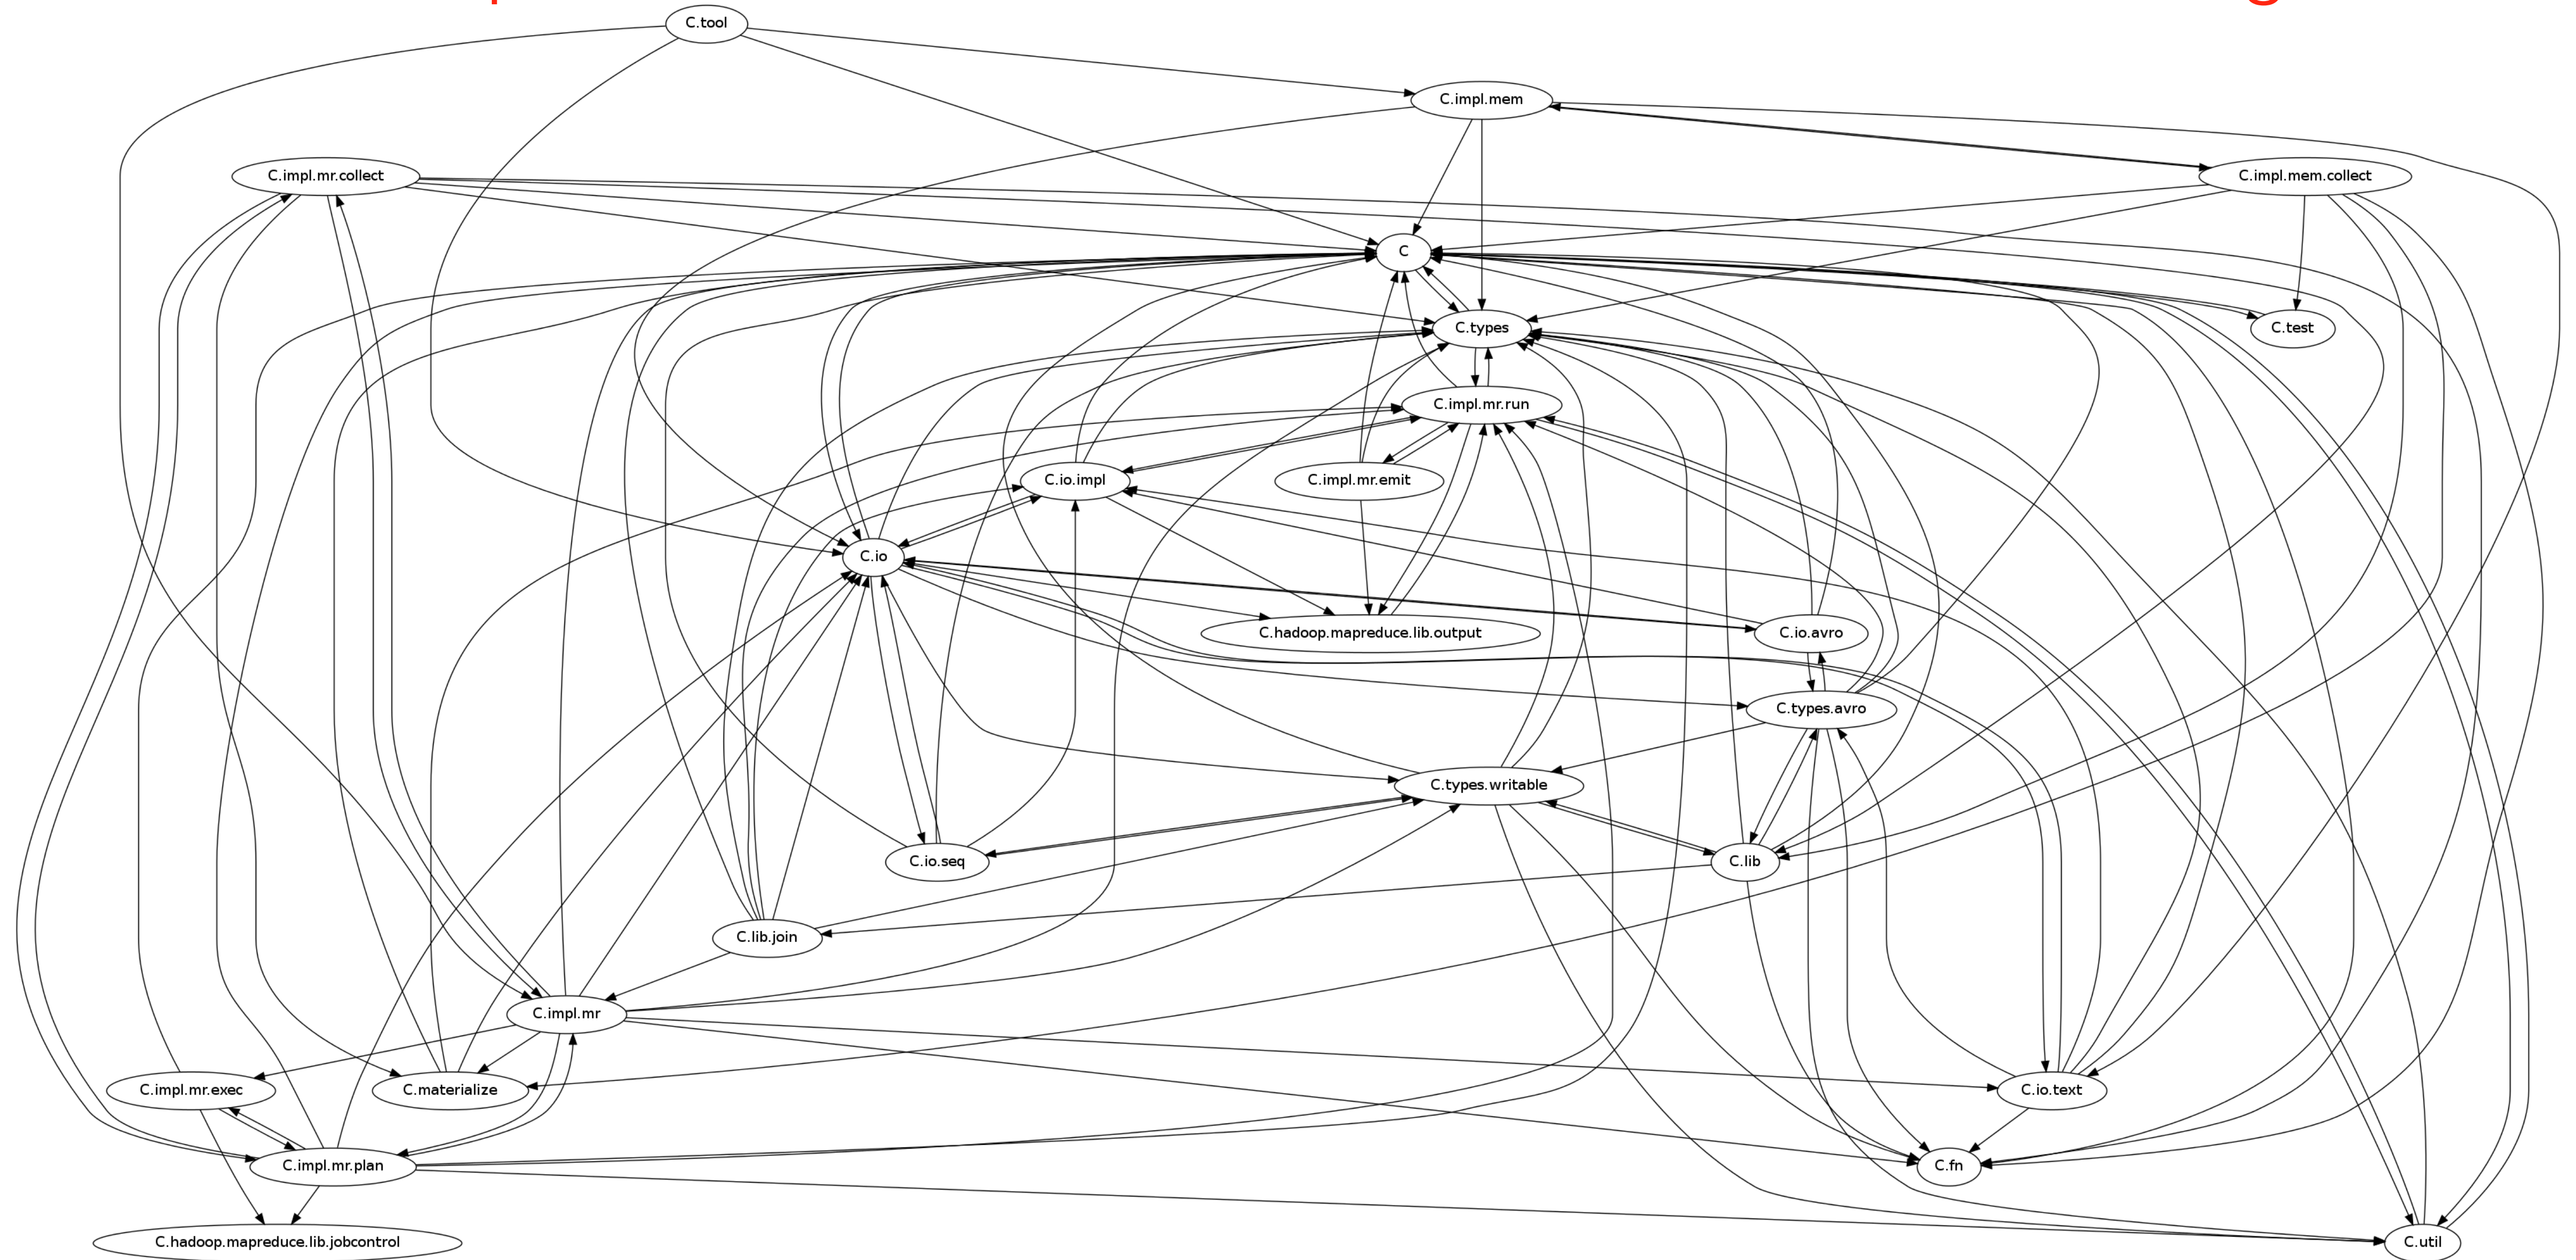 C.tool
C.impl.mem
C.impl.mr.collect
C.impl.mem.collect
C
C.types
C.test
C.impl.mr.run
C.io.impl
C.impl.mr.emit
C.io
C.hadoop.mapreduce.lib.output
C.io.avro
C.types.avro
C.types.writable
C.io.seq
C.lib
C.lib.join
C.impl.mr
C.impl.mr.exec
C.materialize
C.io.text
C.impl.mr.plan
C.fn
C.hadoop.mapreduce.lib.jobcontrol
C.util